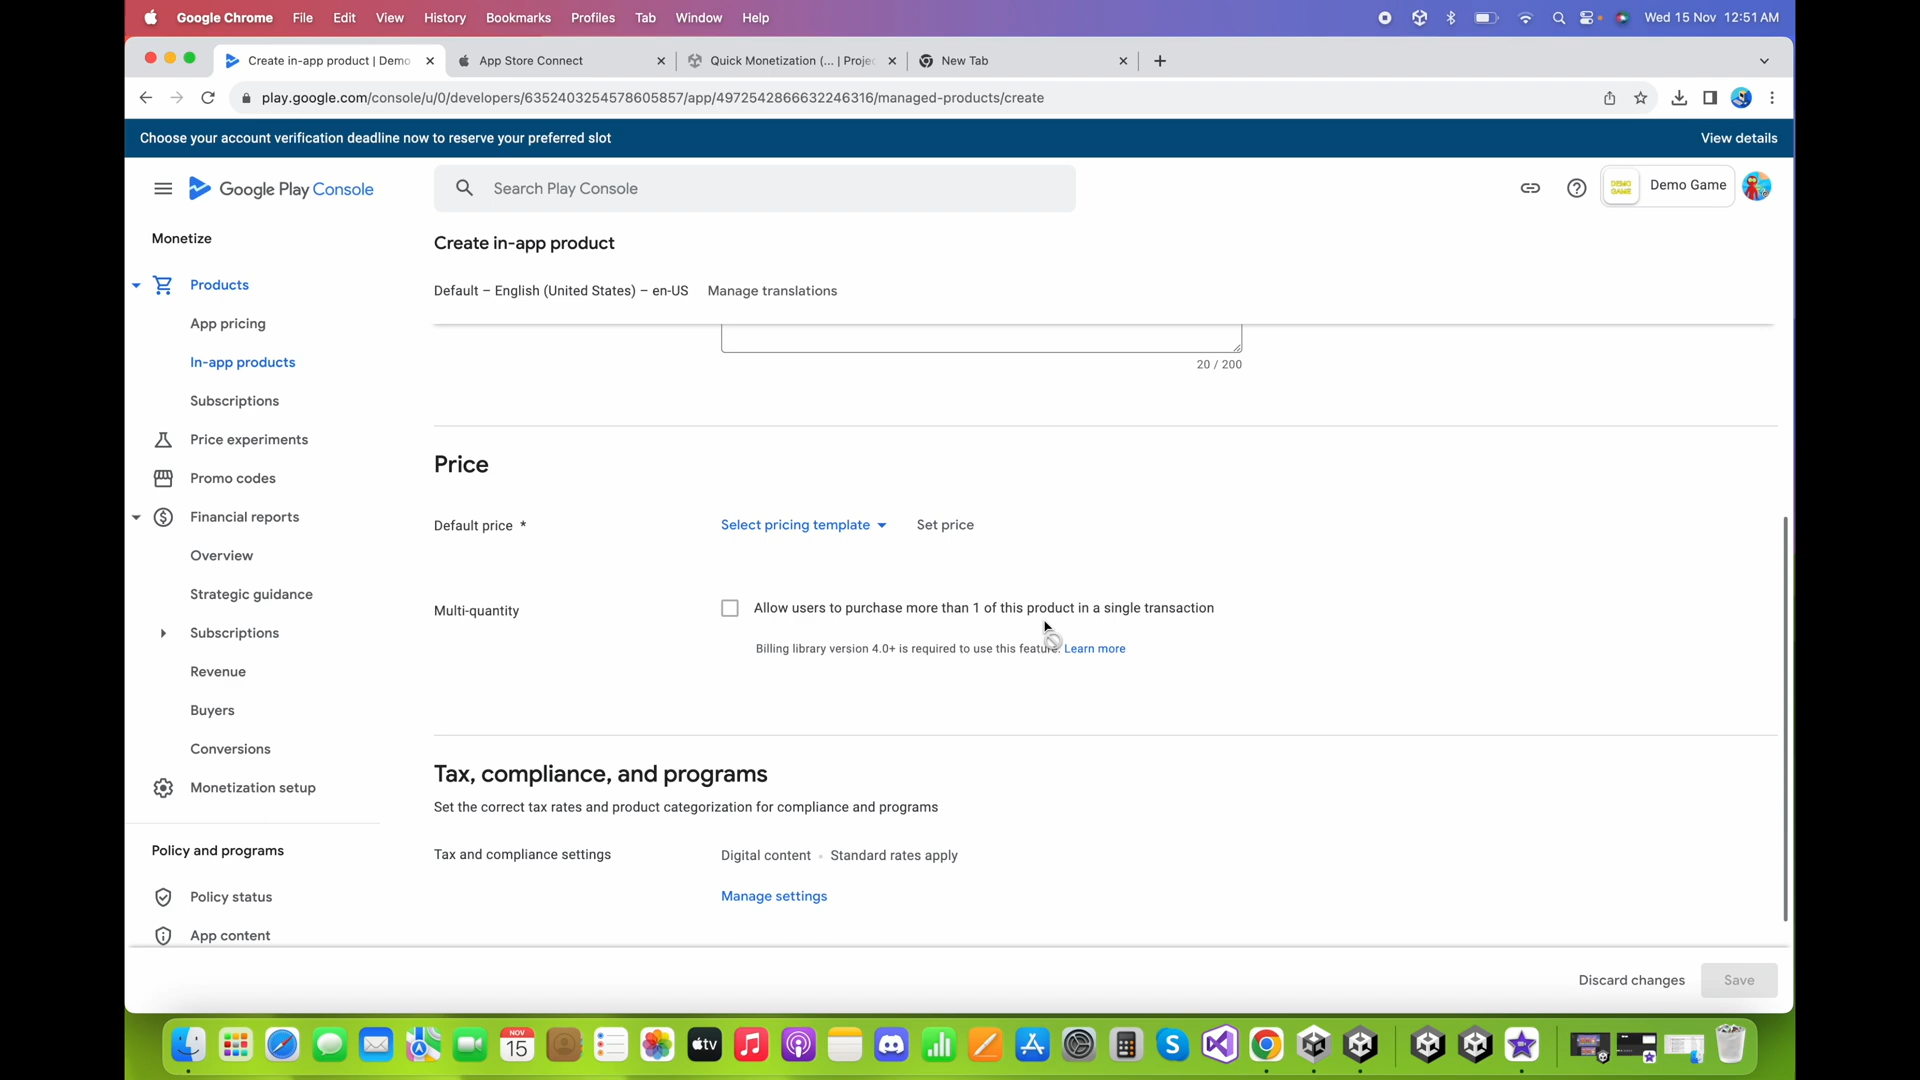 Google Chrome File Edit View History Bookmarks Profiles Tab Window Help Wed 15 Nov 12:51 AM
Create in-app product | Demo App Store Connect Quick Monetization (... | Projec New Tab
play.google.com/console/u/0/developers/6352403254578605857/app/4972542866632246316/managed-products/create
Choose your account verification deadline now to reserve your preferred slot View details
Google Play Console Search Play Console DEMO GAME Demo Game
Monetize
Products
App pricing
In-app products
Subscriptions
Price experiments
Promo codes
Financial reports
Overview
Strategic guidance
Subscriptions
Revenue
Buyers
Conversions
Monetization setup
Policy and programs
Policy status
App content
Create in-app product
Default – English (United States) – en-US Manage translations
20 / 200
Price
Default price * Select pricing template Set price
Multi-quantity Allow users to purchase more than 1 of this product in a single transaction
Billing library version 4.0+ is required to use this feature. Learn more
Tax, compliance, and programs
Set the correct tax rates and product categorization for compliance and programs
Tax and compliance settings Digital content • Standard rates apply
Manage settings
Discard changes Save
NOV
15
tv
S